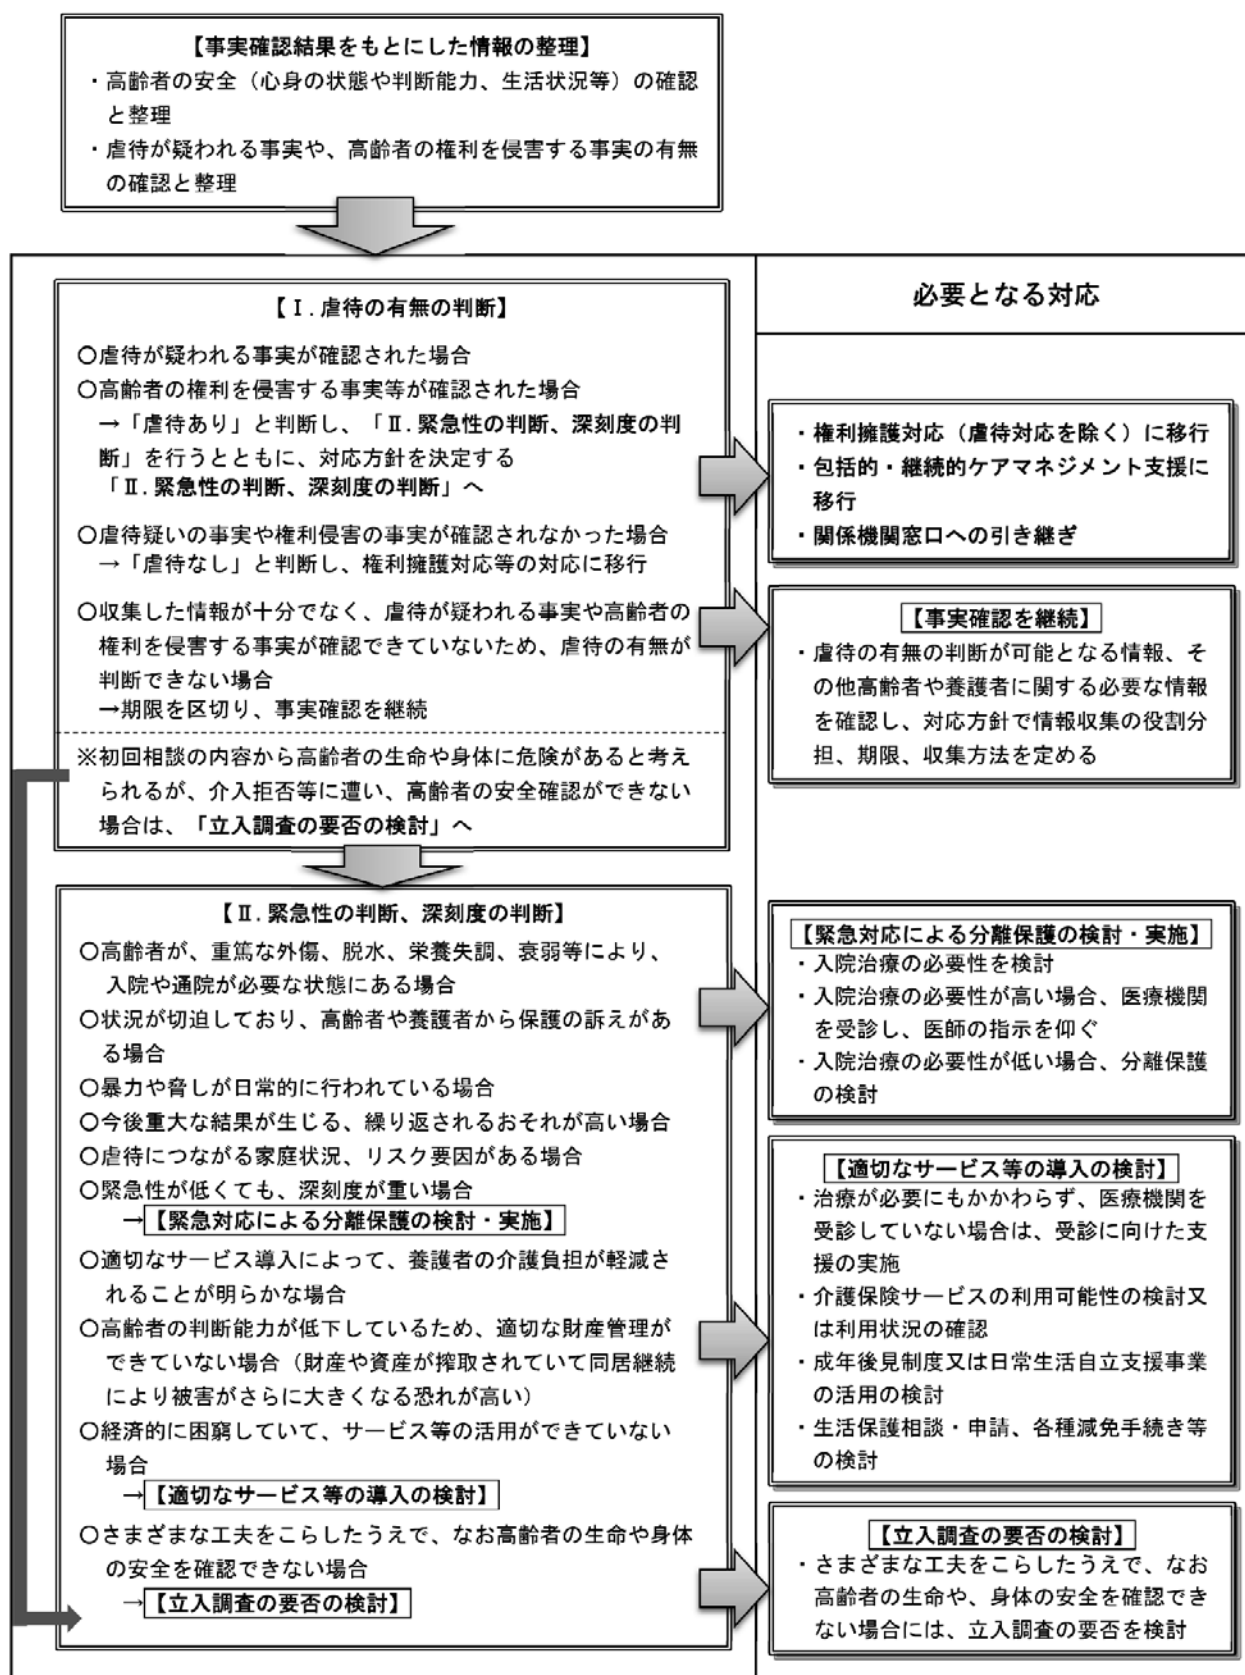 【事実確認結果をもとにした情報の整理】
・高齢者の安全（心身の状態や判断能力、生活状況等）の確認
と整理
・虐待が疑われる事実や、高齢者の権利を侵害する事実の有無
の確認と整理
【Ⅰ.虐待の有無の判断】
〇虐待が疑われる事実が確認された場合
〇高齢者の権利を侵害する事実等が確認された場合
→「虐待あり」と判断し、「Ⅱ.緊急性の判断、深刻度の判
断」を行うとともに、対応方針を決定する
「Ⅱ.緊急性の判断、深刻度の判断」へ
〇虐待疑いの事実や権利侵害の事実が確認されなかった場合
→「虐待なし」と判断し、権利擁護対応等の対応に移行
〇収集した情報が十分でなく、虐待が疑われる事実や高齢者の
権利を侵害する事実が確認できていないため、虐待の有無が
判断できない場合
→期限を区切り、事実確認を継続
※初回相談の内容から高齢者の生命や身体に危険があると考え
られるが、介入拒否等に遭い、高齢者の安全確認ができない
場合は、「立入調査の要否の検討」へ
【Ⅱ.緊急性の判断、深刻度の判断】
〇高齢者が、重篤な外傷、脱水、栄養失調、衰弱等により、
入院や通院が必要な状態にある場合
〇状況が切迫しており、高齢者や養護者から保護の訴えがあ
る場合
〇暴力や脅しが日常的に行われている場合
〇今後重大な結果が生じる、繰り返されるおそれが高い場合
〇虐待につながる家庭状況、リスク要因がある場合
〇緊急性が低くても、深刻度が重い場合
→【緊急対応による分離保護の検討・実施】
〇適切なサービス導入によって、養護者の介護負担が軽減さ
れることが明らかな場合
〇高齢者の判断能力が低下しているため、適切な財産管理が
できていない場合（財産や資産が搾取されていて同居継続
により被害がさらに大きくなる恐れが高い）
〇経済的に困窮していて、サービス等の活用ができていない
場合
→【適切なサービス等の導入の検討】
〇さまざまな工夫をこらしたうえで、なお高齢者の生命や身体
の安全を確認できない場合
→【立入調査の要否の検討】
必要となる対応
・権利擁護対応（虐待対応を除く）に移行
・包括的・継続的ケアマネジメント支援に
移行
・関係機関窓口への引き継ぎ
【事実確認を継続】
・虐待の有無の判断が可能となる情報、そ
の他高齢者や養護者に関する必要な情報
を確認し、対応方針で情報収集の役割分
担、期限、収集方法を定める
【緊急対応による分離保護の検討・実施】
・入院治療の必要性を検討
・入院治療の必要性が高い場合、医療機関
を受診し、医師の指示を仰ぐ
・入院治療の必要性が低い場合、分離保護
の検討
【適切なサービス等の導入の検討】
・治療が必要にもかかわらず、医療機関を
受診していない場合は、受診に向けた支
援の実施
・介護保険サービスの利用可能性の検討又
は利用状況の確認
・成年後見制度又は日常生活自立支援事業
の活用の検討
・生活保護相談・申請、各種減免手続き等
の検討
【立入調査の要否の検討】
・さまざまな工夫をこらしたうえで、なお
高齢者の生命や、身体の安全を確認でき
ない場合には、立入調査の要否を検討